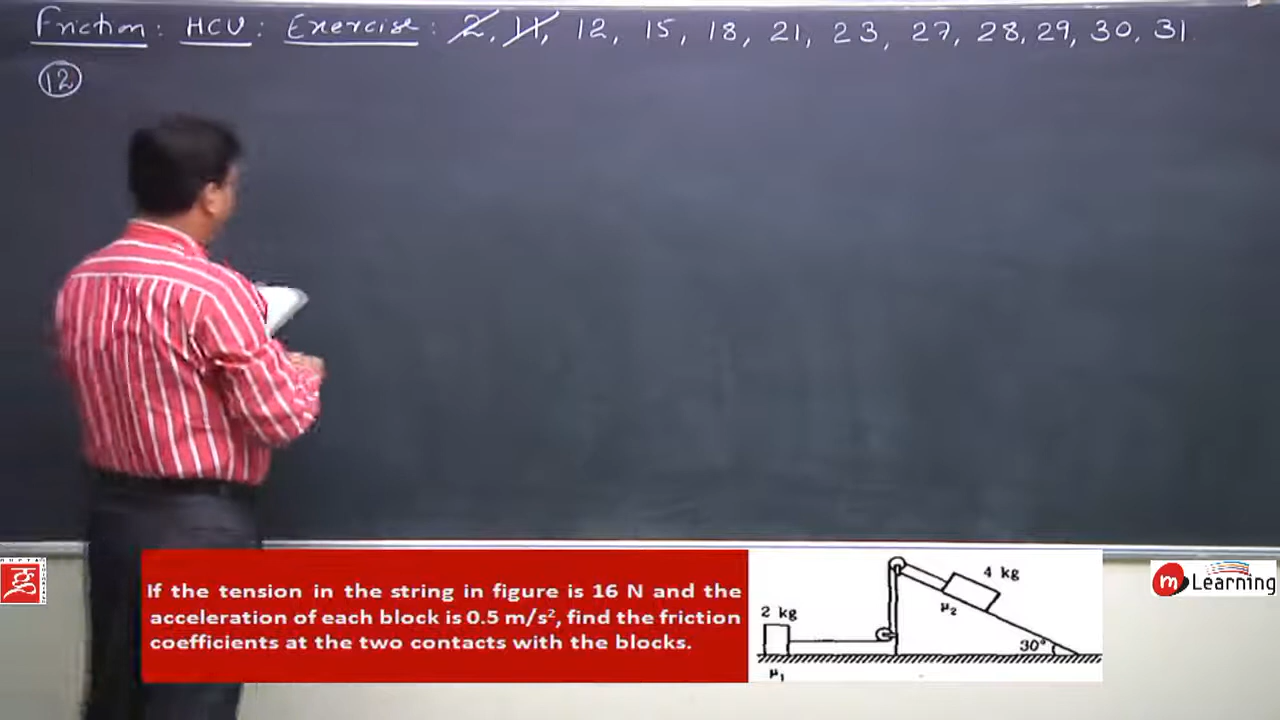 Friction : HCV : Exercise : 2, 11, 12, 15, 18, 21, 23, 27, 28, 29, 30, 31
12
If the tension in the string in figure is 16 N and the
acceleration of each block is 0.5 m/s², find the friction
coefficients at the two contacts with the blocks.
4 kg
μ₂
2 kg
30°
μ₁
m Learning